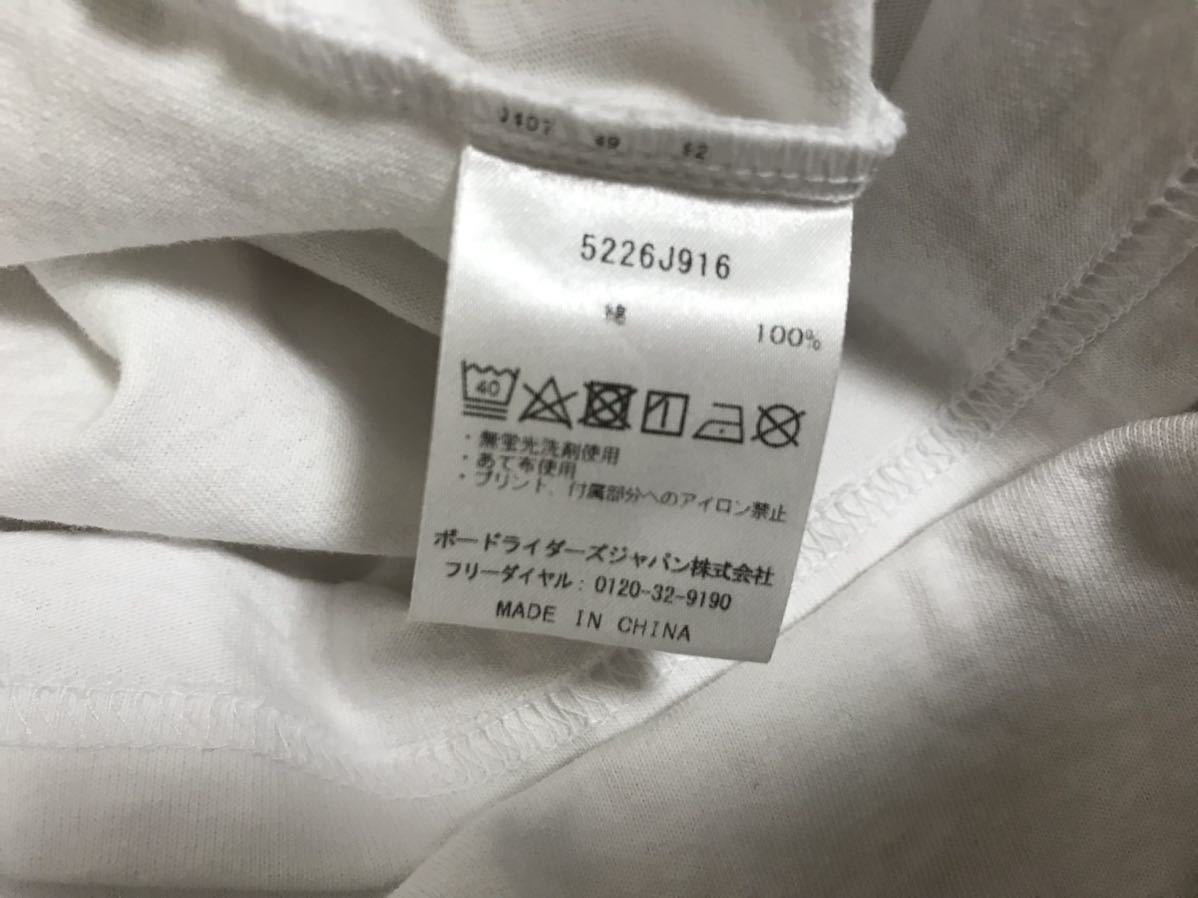 5226J916
綿 100%
40
・無蛍光洗剤使用
・あて布使用
・プリント、付属部分へのアイロン禁止
ボードライダーズジャパン株式会社
フリーダイヤル：0120-32-9190
MADE IN CHINA